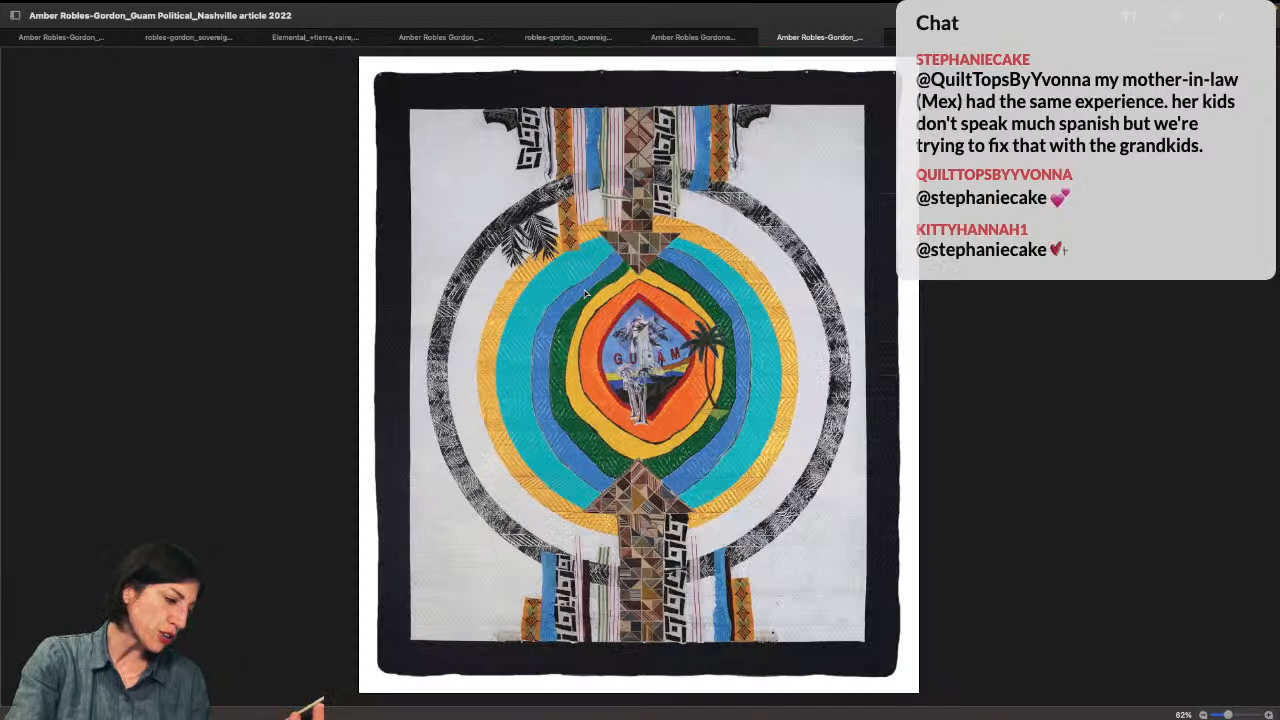 Amber Robles-Gordon_Guam Political_Nashville article 2022
Amber Robles-Gordon_...
robles-gordon_sovereig...
Elemental_+tierra,+aire,...
Amber Robles Gordon_...
robles-gordon_sovereig...
Amber Robles Gordone...
Amber Robles-Gordon_...
Chat
STEPHANIECAKE
@QuiltTopsByYvonna my mother-in-law
(Mex) had the same experience. her kids
don't speak much spanish but we're
trying to fix that with the grandkids.
QUILTTOPSBYYVONNA
@stephaniecake 💕
KITTYHANNAH1
@stephaniecake
GUAM
62%